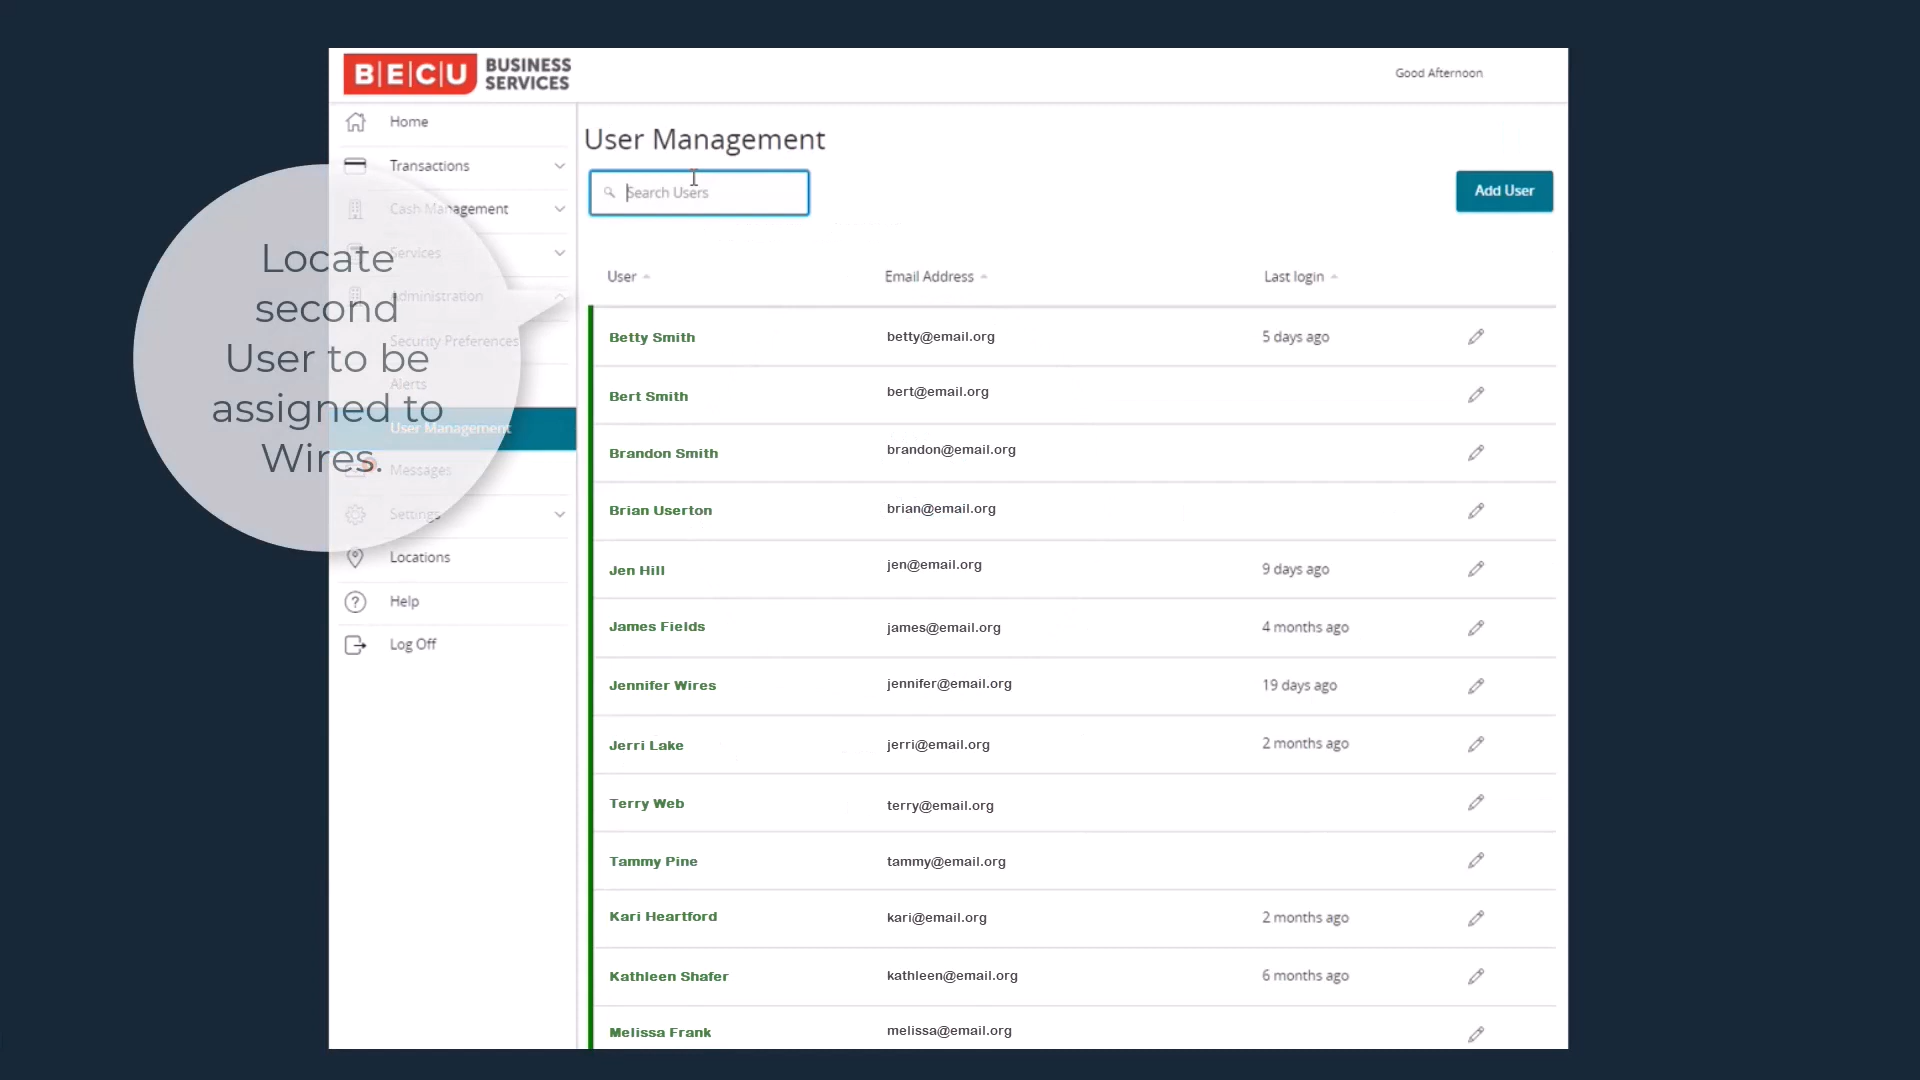 B|E|C|U BUSINESS SERVICES
Good Afternoon
Home
Transactions
Cash Management
Services
Administration
Security Preferences
Alerts
User Management
Messages
Settings
Locations
Help
Log Off
Locate
second
User to be
assigned to
Wires.
User Management
Search Users
Add User
User Email Address Last login
Betty Smith betty@email.org 5 days ago
Bert Smith bert@email.org
Brandon Smith brandon@email.org
Brian Userton brian@email.org
Jen Hill jen@email.org 9 days ago
James Fields james@email.org 4 months ago
Jennifer Wires jennifer@email.org 19 days ago
Jerri Lake jerri@email.org 2 months ago
Terry Web terry@email.org
Tammy Pine tammy@email.org
Kari Heartford kari@email.org 2 months ago
Kathleen Shafer kathleen@email.org 6 months ago
Melissa Frank melissa@email.org